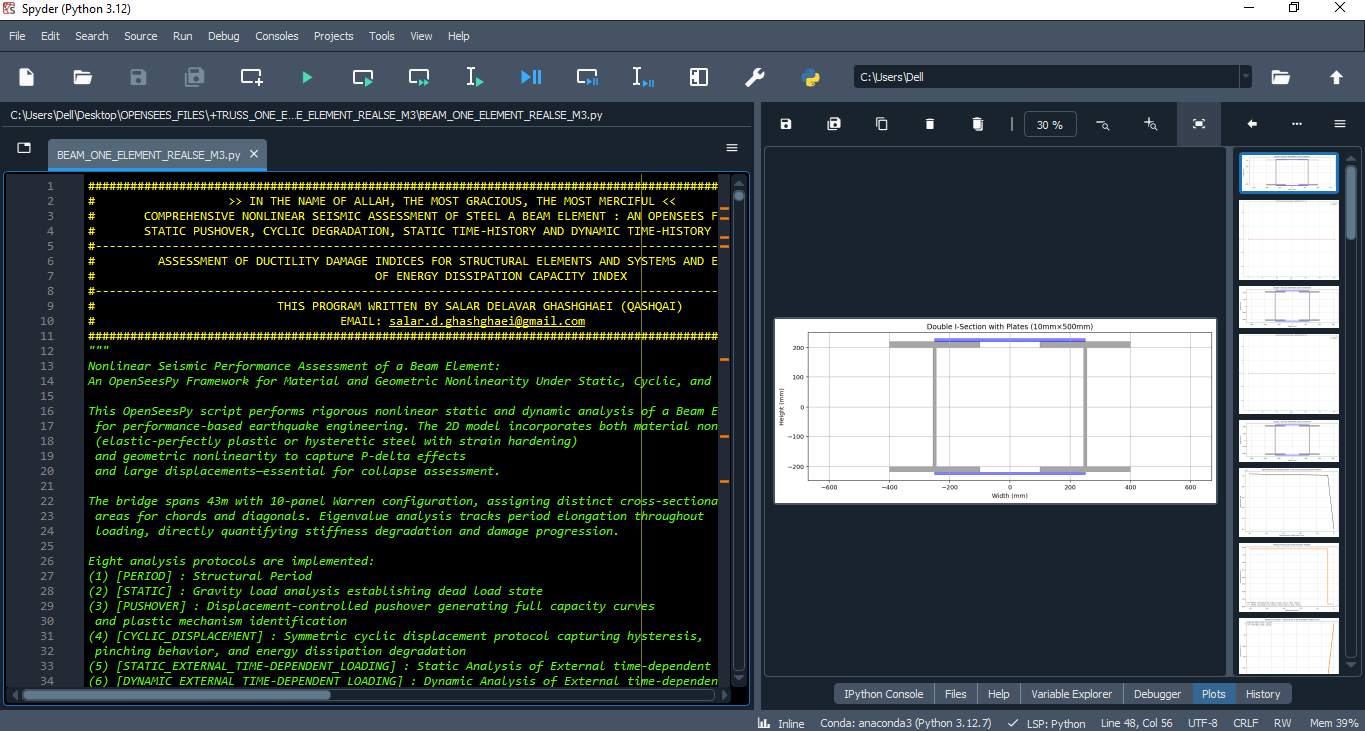 Spyder (Python 3.12)
File Edit Search Source Run Debug Consoles Projects Tools View Help
C:\Users\Dell
C:\Users\Dell\Desktop\OPENSEES_FILES\+TRUSS_ONE_E...E_ELEMENT_REALSE_M3\BEAM_ONE_ELEMENT_REALSE_M3.py
BEAM_ONE_ELEMENT_REALSE_M3.py
1 ################################################################################
2 # >> IN THE NAME OF ALLAH, THE MOST GRACIOUS, THE MOST MERCIFUL <<
3 # COMPREHENSIVE NONLINEAR SEISMIC ASSESSMENT OF STEEL A BEAM ELEMENT : AN OPENSEES F
4 # STATIC PUSHOVER, CYCLIC DEGRADATION, STATIC TIME-HISTORY AND DYNAMIC TIME-HISTORY
5 #-------------------------------------------------------------------------------
6 # ASSESSMENT OF DUCTILITY DAMAGE INDICES FOR STRUCTURAL ELEMENTS AND SYSTEMS AND E
7 # OF ENERGY DISSIPATION CAPACITY INDEX
8 #-------------------------------------------------------------------------------
9 # THIS PROGRAM WRITTEN BY SALAR DELAVAR GHASHGHAEI (QASHQAI)
10 # EMAIL: salar.d.ghashghaei@gmail.com
11 ################################################################################
12 """
13 Nonlinear Seismic Performance Assessment of a Beam Element:
14 An OpenSeesPy Framework for Material and Geometric Nonlinearity Under Static, Cyclic, and
15
16 This OpenSeesPy script performs rigorous nonlinear static and dynamic analysis of a Beam E
17 for performance-based earthquake engineering. The 2D model incorporates both material non
18 (elastic-perfectly plastic or hysteretic steel with strain hardening)
19 and geometric nonlinearity to capture P-delta effects
20 and large displacements—essential for collapse assessment.
21
22 The bridge spans 43m with 10-panel Warren configuration, assigning distinct cross-sectiona
23 areas for chords and diagonals. Eigenvalue analysis tracks period elongation throughout
24 loading, directly quantifying stiffness degradation and damage progression.
25
26 Eight analysis protocols are implemented:
27 (1) [PERIOD] : Structural Period
28 (2) [STATIC] : Gravity load analysis establishing dead load state
29 (3) [PUSHOVER] : Displacement-controlled pushover generating full capacity curves
30 and plastic mechanism identification
31 (4) [CYCLIC_DISPLACEMENT] : Symmetric cyclic displacement protocol capturing hysteresis,
32 pinching behavior, and energy dissipation degradation
33 (5) [STATIC_EXTERNAL_TIME-DEPENDENT_LOADING] : Static Analysis of External time-dependent
34 (6) [DYNAMIC_EXTERNAL_TIME-DEPENDENT_LOADING] : Dynamic Analysis of External time-dependen
30 %
Double I-Section with Plates (10mm×500mm)
Height (mm)
200
100
0
−100
−200
−600 −400 −200 0 200 400 600
Width (mm)
IPython Console Files Help Variable Explorer Debugger Plots History
Inline Conda: anaconda3 (Python 3.12.7) LSP: Python Line 48, Col 56 UTF-8 CRLF RW Mem 39%